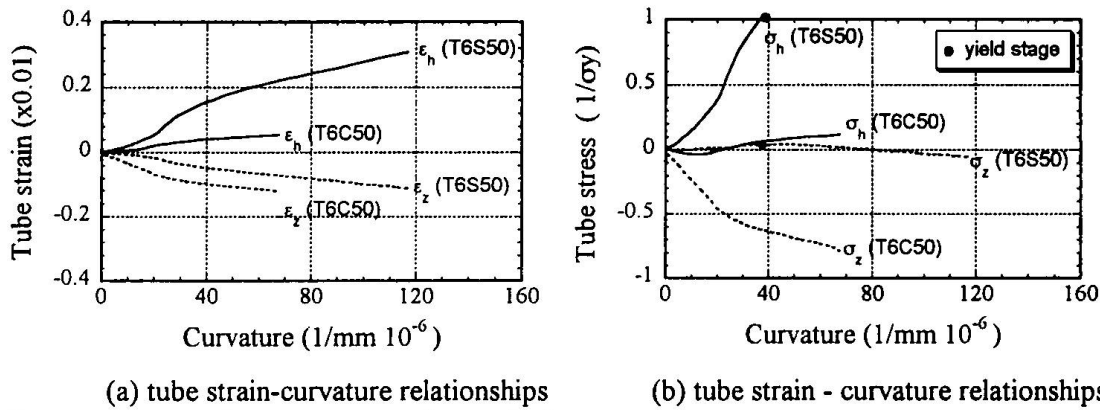 Tube strain (x0.01)
0.4
0.2
0
-0.2
-0.4
ε_h (T6S50)
ε_h (T6C50)
ε_z (T6S50)
ε_z (T6C50)
0 40 80 120 160
Curvature (1/mm 10^-6 )
(a) tube strain-curvature relationships
Tube stress ( 1/σy )
1
0.5
0
-0.5
-1
σ_h (T6S50)
● yield stage
σ_h (T6C50)
σ_z (T6S50)
σ_z (T6C50)
0 40 80 120 160
Curvature (1/mm 10^-6 )
(b) tube strain - curvature relationships